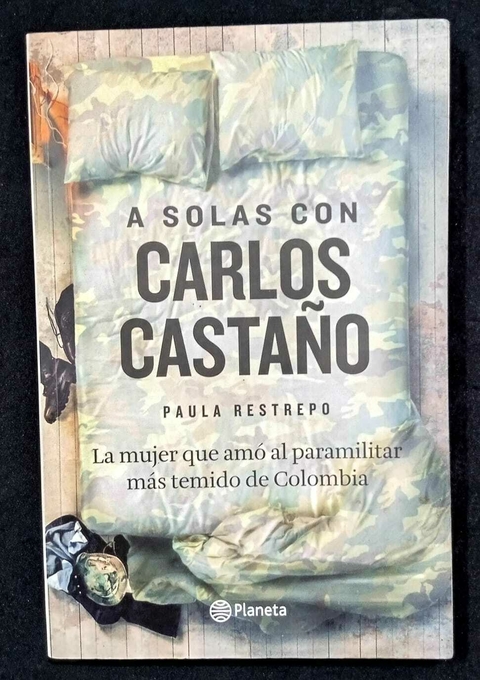 A SOLAS CON
CARLOS
CASTAÑO
PAULA RESTREPO
La mujer que amó al paramilitar
más temido de Colombia
Planeta